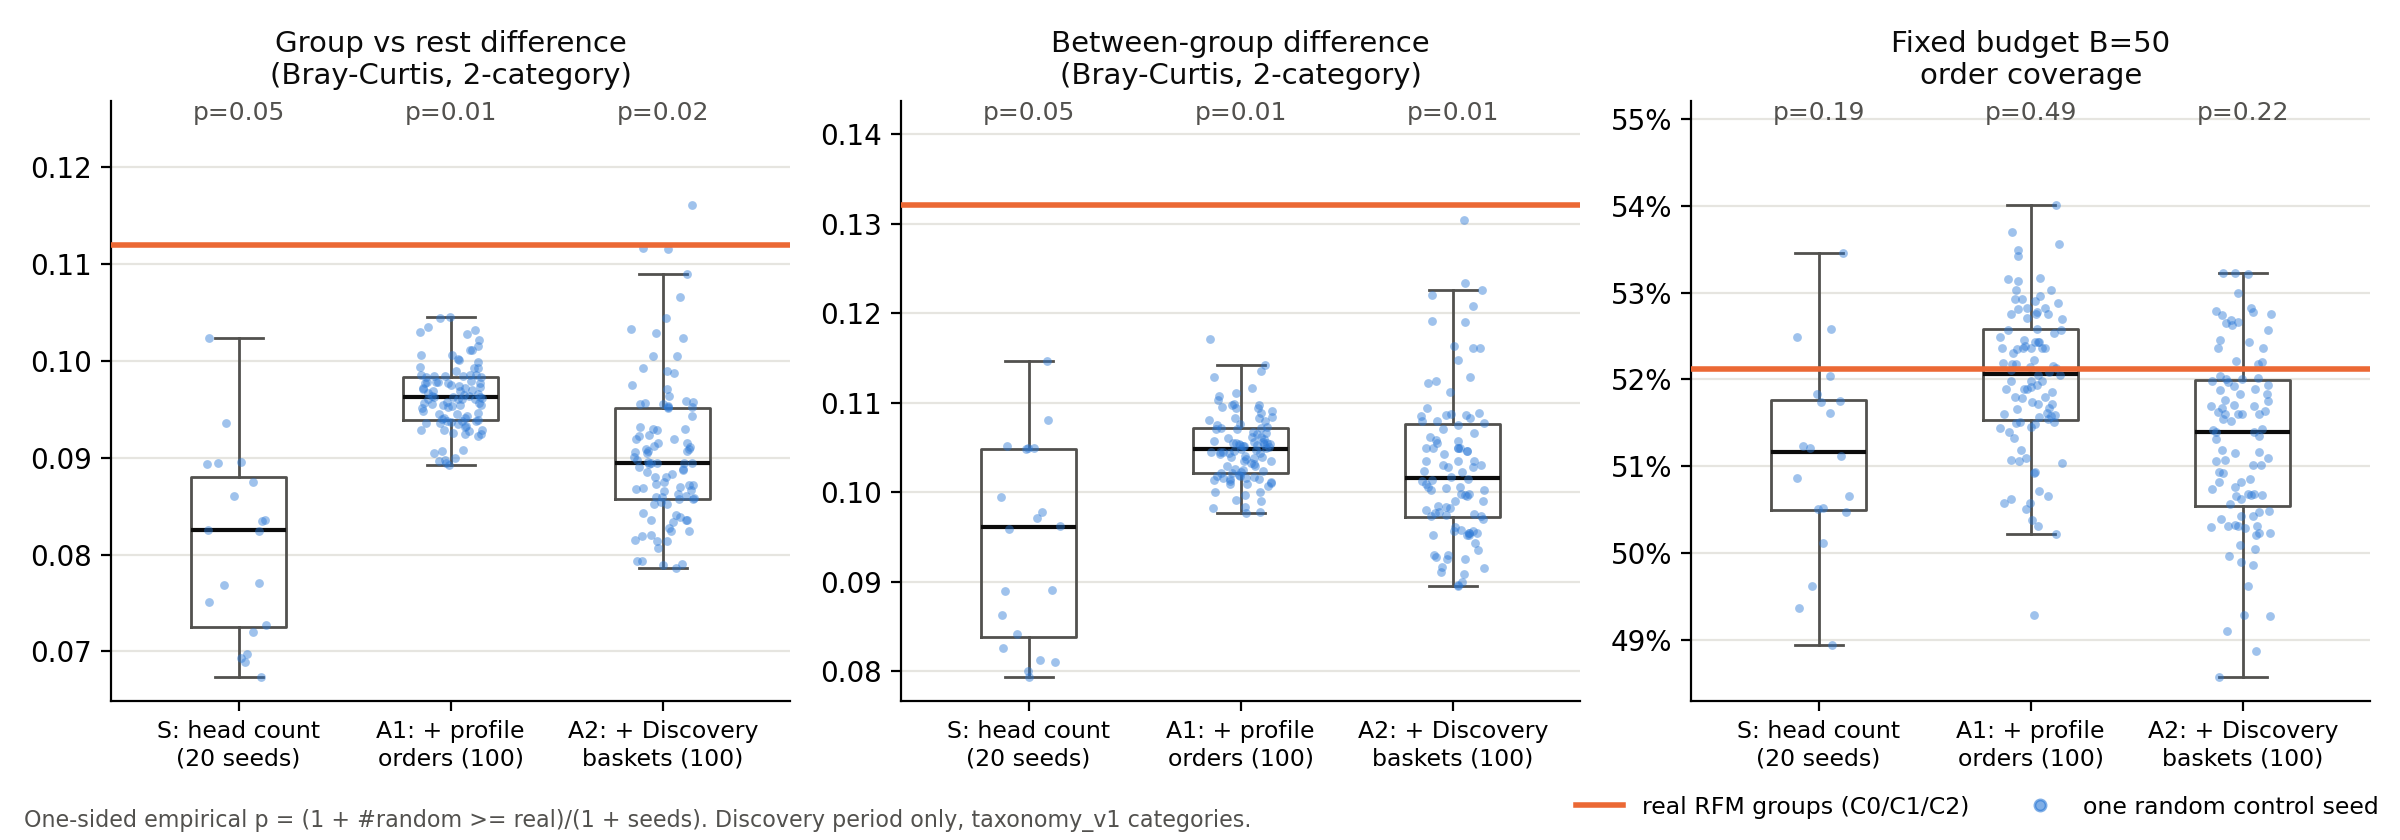 Group vs rest difference
(Bray-Curtis, 2-category)
p=0.05 p=0.01 p=0.02
0.12
0.11
0.10
0.09
0.08
0.07
S: head count
(20 seeds)
A1: + profile
orders (100)
A2: + Discovery
baskets (100)
Between-group difference
(Bray-Curtis, 2-category)
p=0.05 p=0.01 p=0.01
0.14
0.13
0.12
0.11
0.10
0.09
0.08
S: head count
(20 seeds)
A1: + profile
orders (100)
A2: + Discovery
baskets (100)
Fixed budget B=50
order coverage
p=0.19 p=0.49 p=0.22
55%
54%
53%
52%
51%
50%
49%
S: head count
(20 seeds)
A1: + profile
orders (100)
A2: + Discovery
baskets (100)
real RFM groups (C0/C1/C2) one random control seed
One-sided empirical p = (1 + #random >= real)/(1 + seeds). Discovery period only, taxonomy_v1 categories.